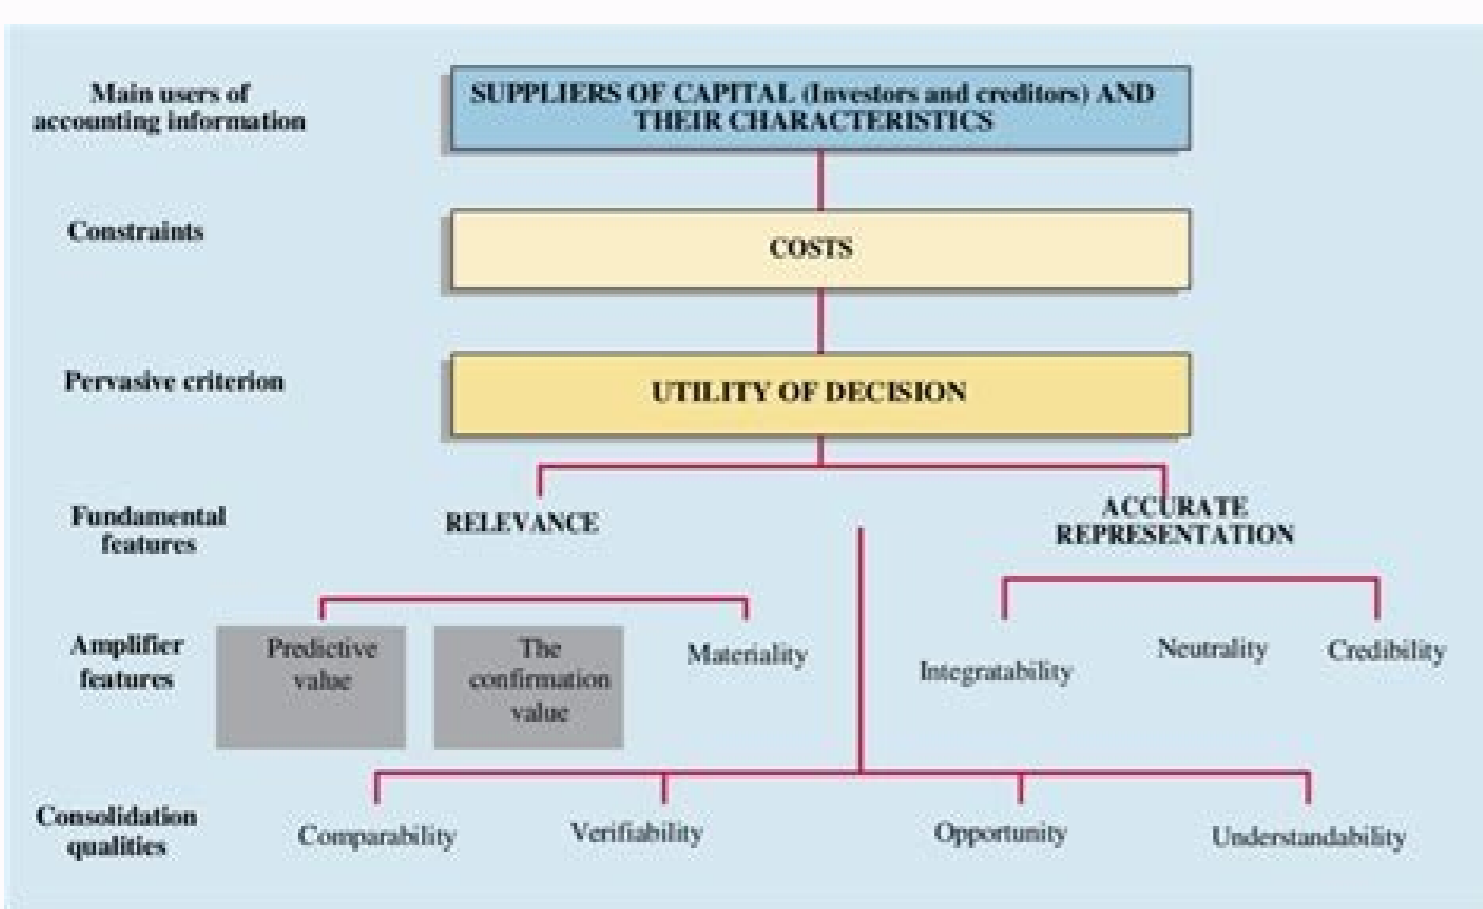 Main users of
accounting information
SUPPLIERS OF CAPITAL (Investors and creditors) AND
THEIR CHARACTERISTICS
Constraints
COSTS
Pervasive criterion
UTILITY OF DECISION
Fundamental
features
RELEVANCE
ACCURATE
REPRESENTATION
Amplifier
features
Predictive
value
The
confirmation
value
Materiality
Integratability
Neutrality
Credibility
Consolidation
qualities
Comparability
Verifiability
Opportunity
Understandability